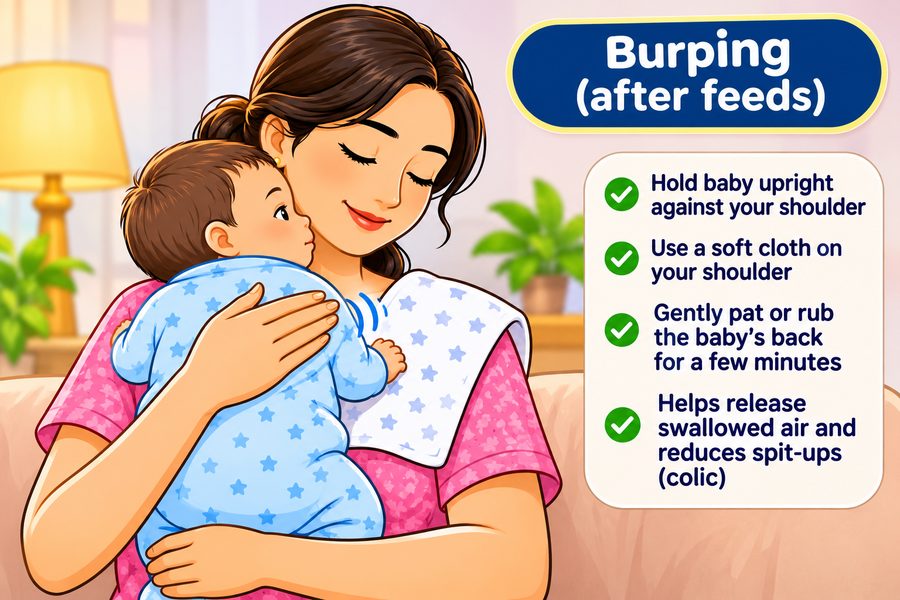 Burping
(after feeds)
Hold baby upright
against your shoulder
Use a soft cloth on
your shoulder
Gently pat or rub
the baby's back
for a few minutes
Helps release
swallowed air and
reduces spit-ups
(colic)